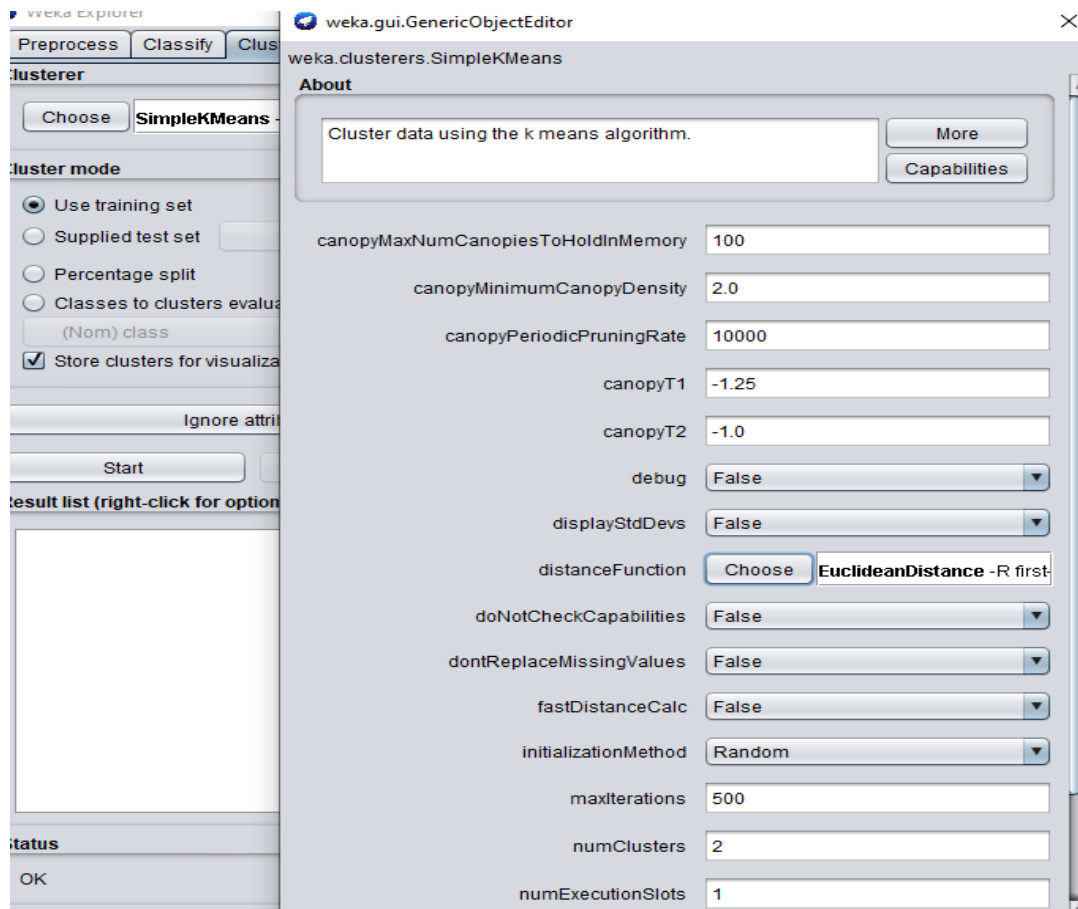 Weka Explorer
Preprocess
Classify
Clus
Clusterer
Choose
SimpleKMeans -
Cluster mode
Use training set
Supplied test set
Percentage split
Classes to clusters evalua
(Nom) class
Store clusters for visualiza
Ignore attri
Start
Result list (right-click for option
Status
OK
weka.gui.GenericObjectEditor
weka.clusterers.SimpleKMeans
About
Cluster data using the k means algorithm.
More
Capabilities
canopyMaxNumCanopiesToHoldInMemory 100
canopyMinimumCanopyDensity 2.0
canopyPeriodicPruningRate 10000
canopyT1 -1.25
canopyT2 -1.0
debug False
displayStdDevs False
distanceFunction Choose EuclideanDistance -R first-
doNotCheckCapabilities False
dontReplaceMissingValues False
fastDistanceCalc False
initializationMethod Random
maxIterations 500
numClusters 2
numExecutionSlots 1